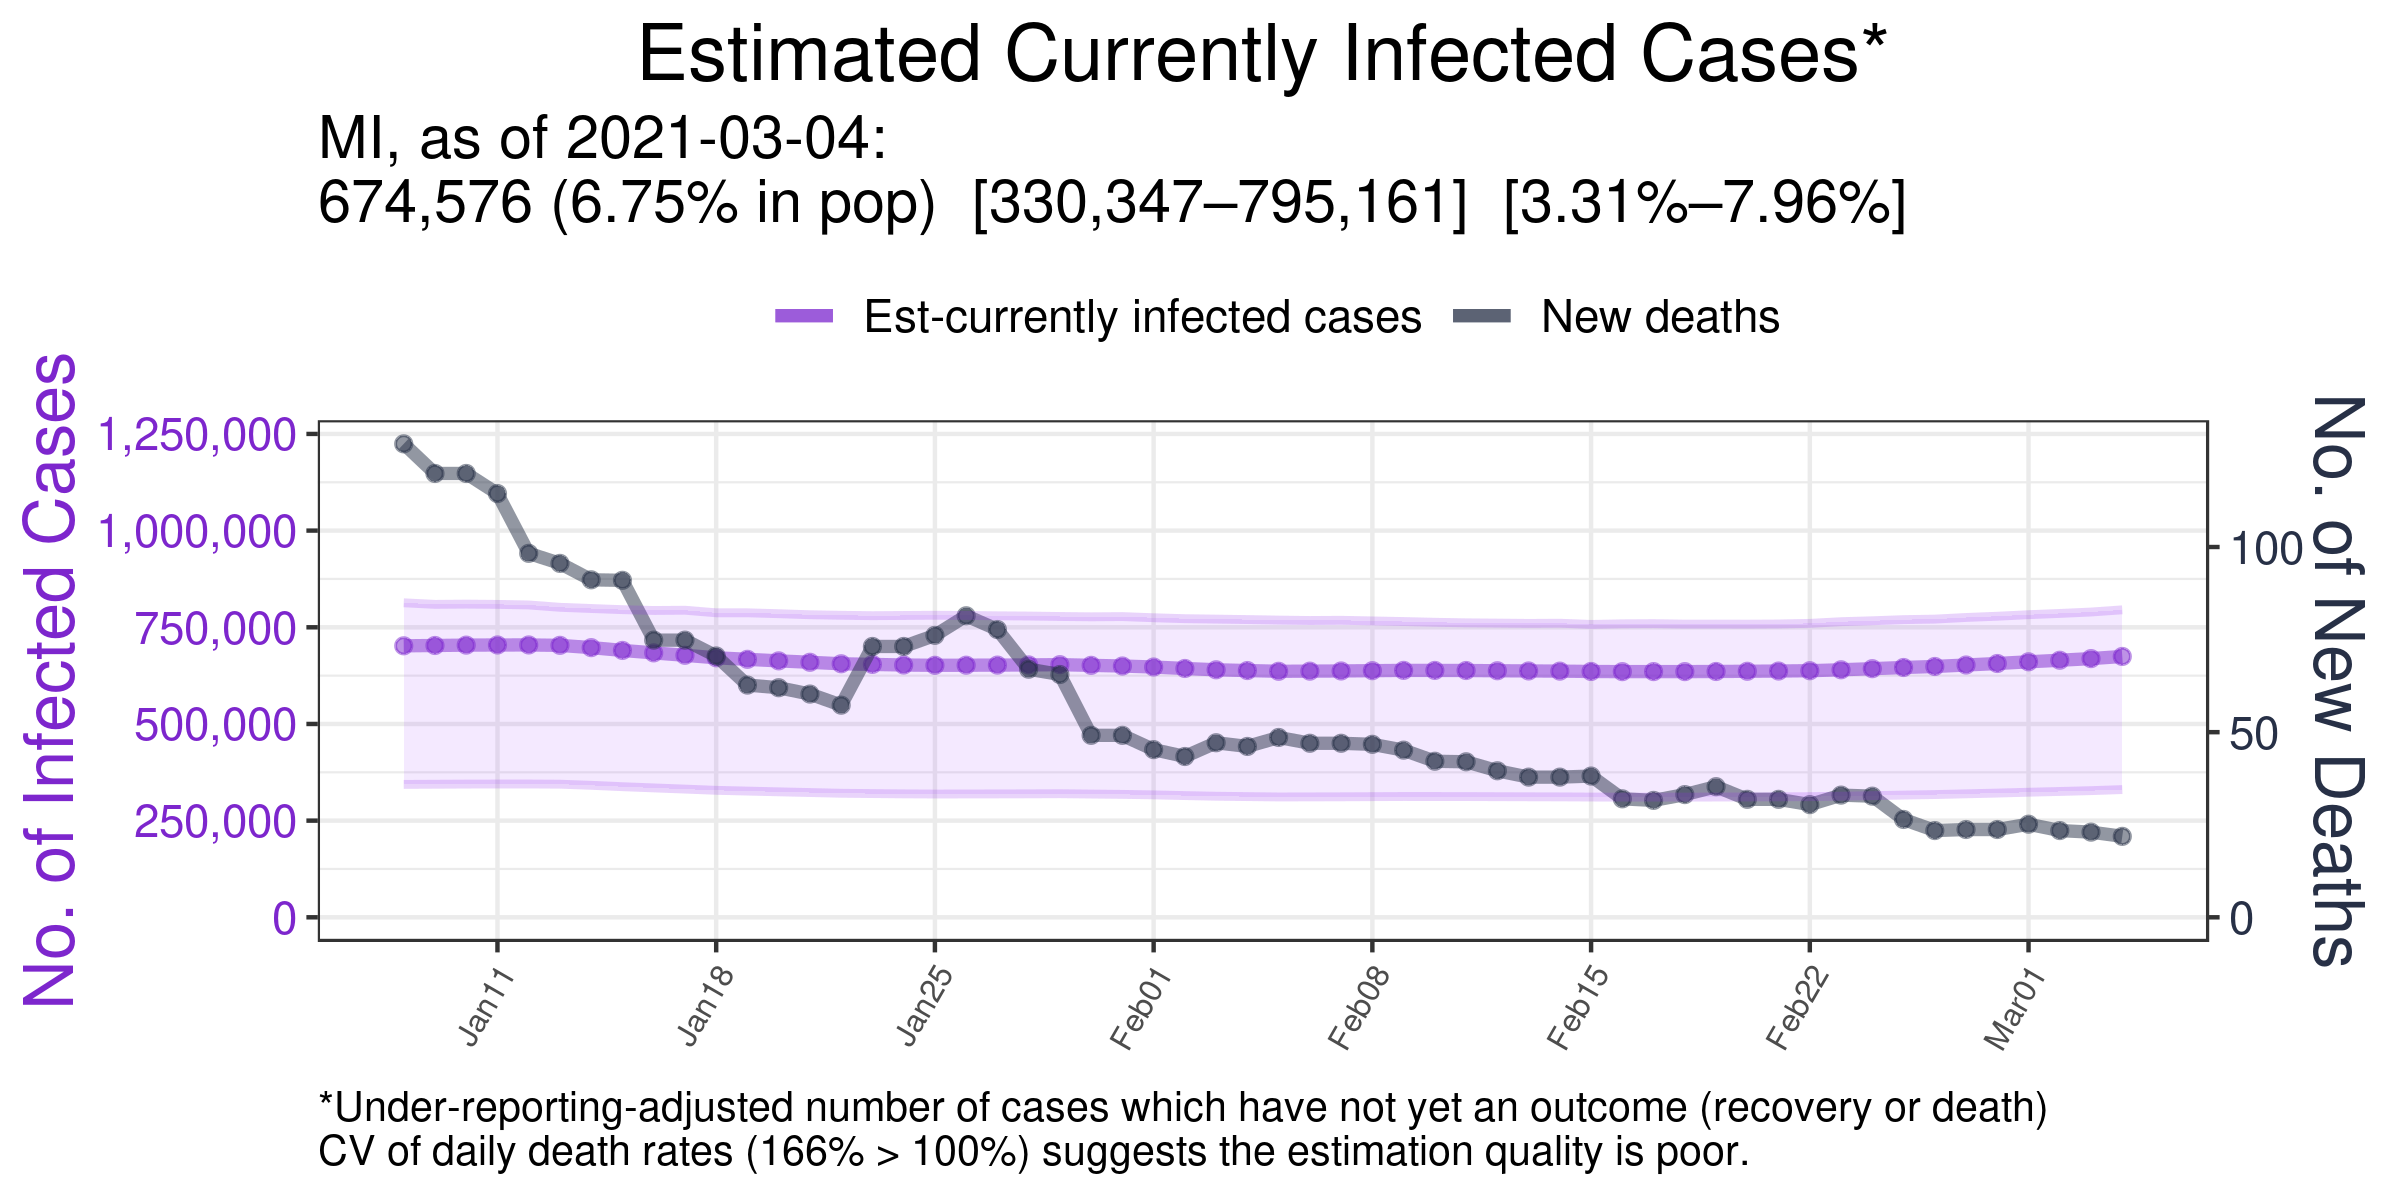 Estimated Currently Infected Cases*
MI, as of 2021-03-04:
674,576 (6.75% in pop)  [330,347–795,161]  [3.31%–7.96%]
Est-currently infected cases
New deaths
No. of Infected Cases
1,250,000
1,000,000
750,000
500,000
250,000
0
100
50
0
No. of New Deaths
Jan11
Jan18
Jan25
Feb01
Feb08
Feb15
Feb22
Mar01
*Under-reporting-adjusted number of cases which have not yet an outcome (recovery or death)
CV of daily death rates (166% > 100%) suggests the estimation quality is poor.